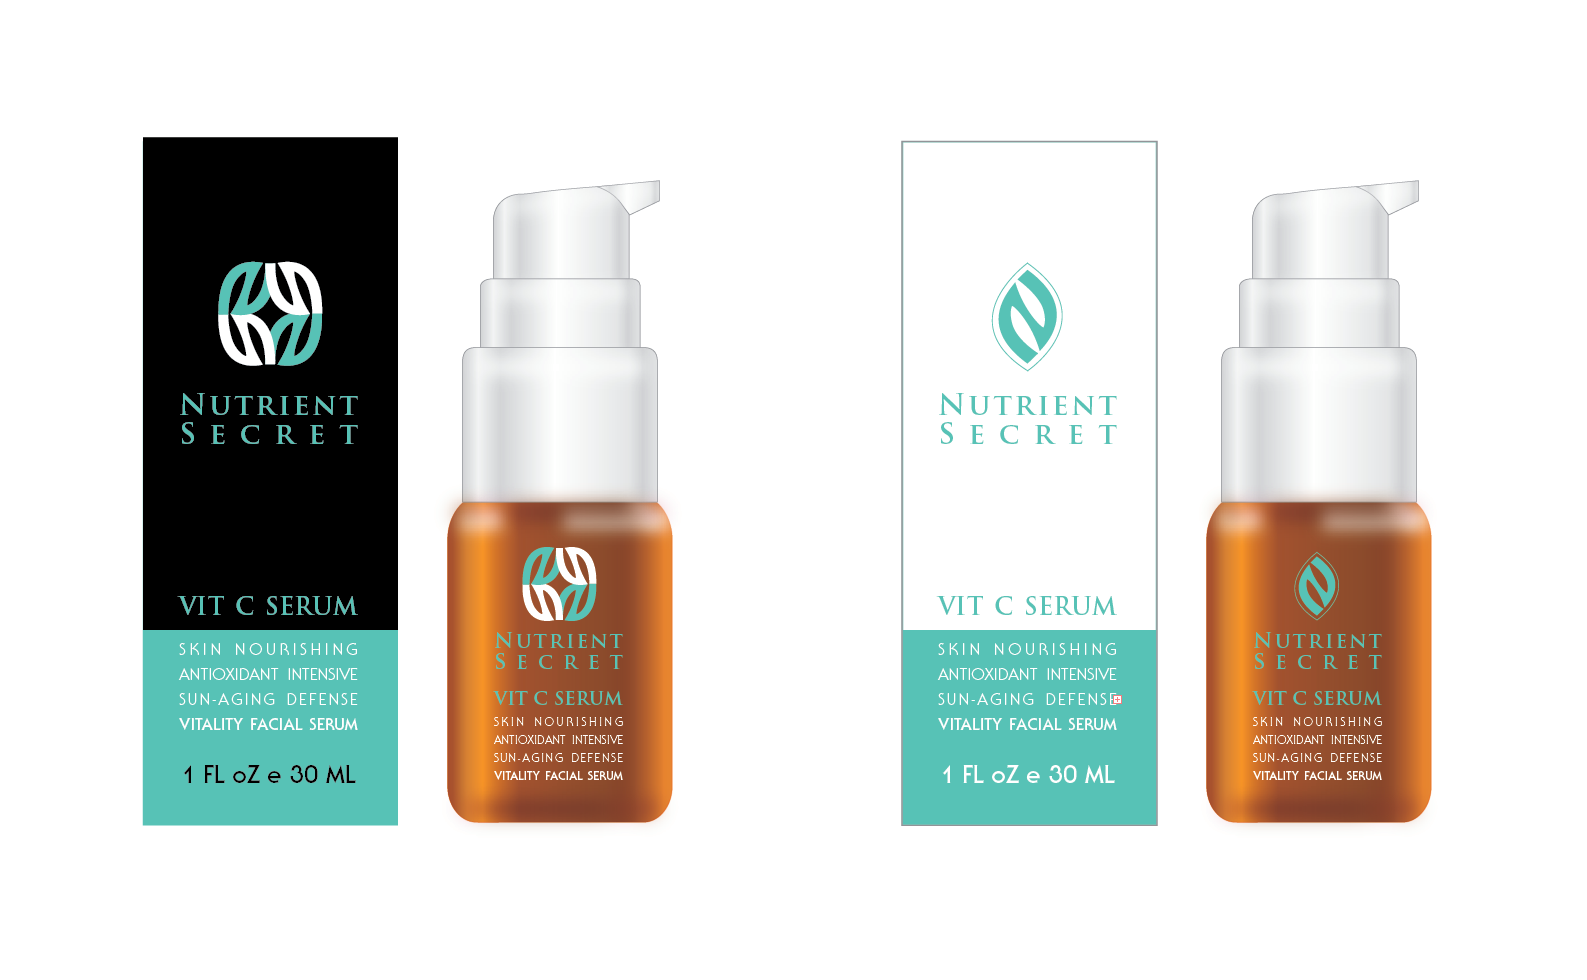 NUTRIENT
SECRET
VIT C SERUM
SKIN NOURISHING
ANTIOXIDANT INTENSIVE
SUN-AGING DEFENSE
VITALITY FACIAL SERUM
1 FL oZ e 30 ML
NUTRIENT
SECRET
VIT C SERUM
SKIN NOURISHING
ANTIOXIDANT INTENSIVE
SUN-AGING DEFENSE
VITALITY FACIAL SERUM
NUTRIENT
SECRET
VIT C SERUM
SKIN NOURISHING
ANTIOXIDANT INTENSIVE
SUN-AGING DEFENSE
VITALITY FACIAL SERUM
1 FL oZ e 30 ML
NUTRIENT
SECRET
VIT C SERUM
SKIN NOURISHING
ANTIOXIDANT INTENSIVE
SUN-AGING DEFENSE
VITALITY FACIAL SERUM